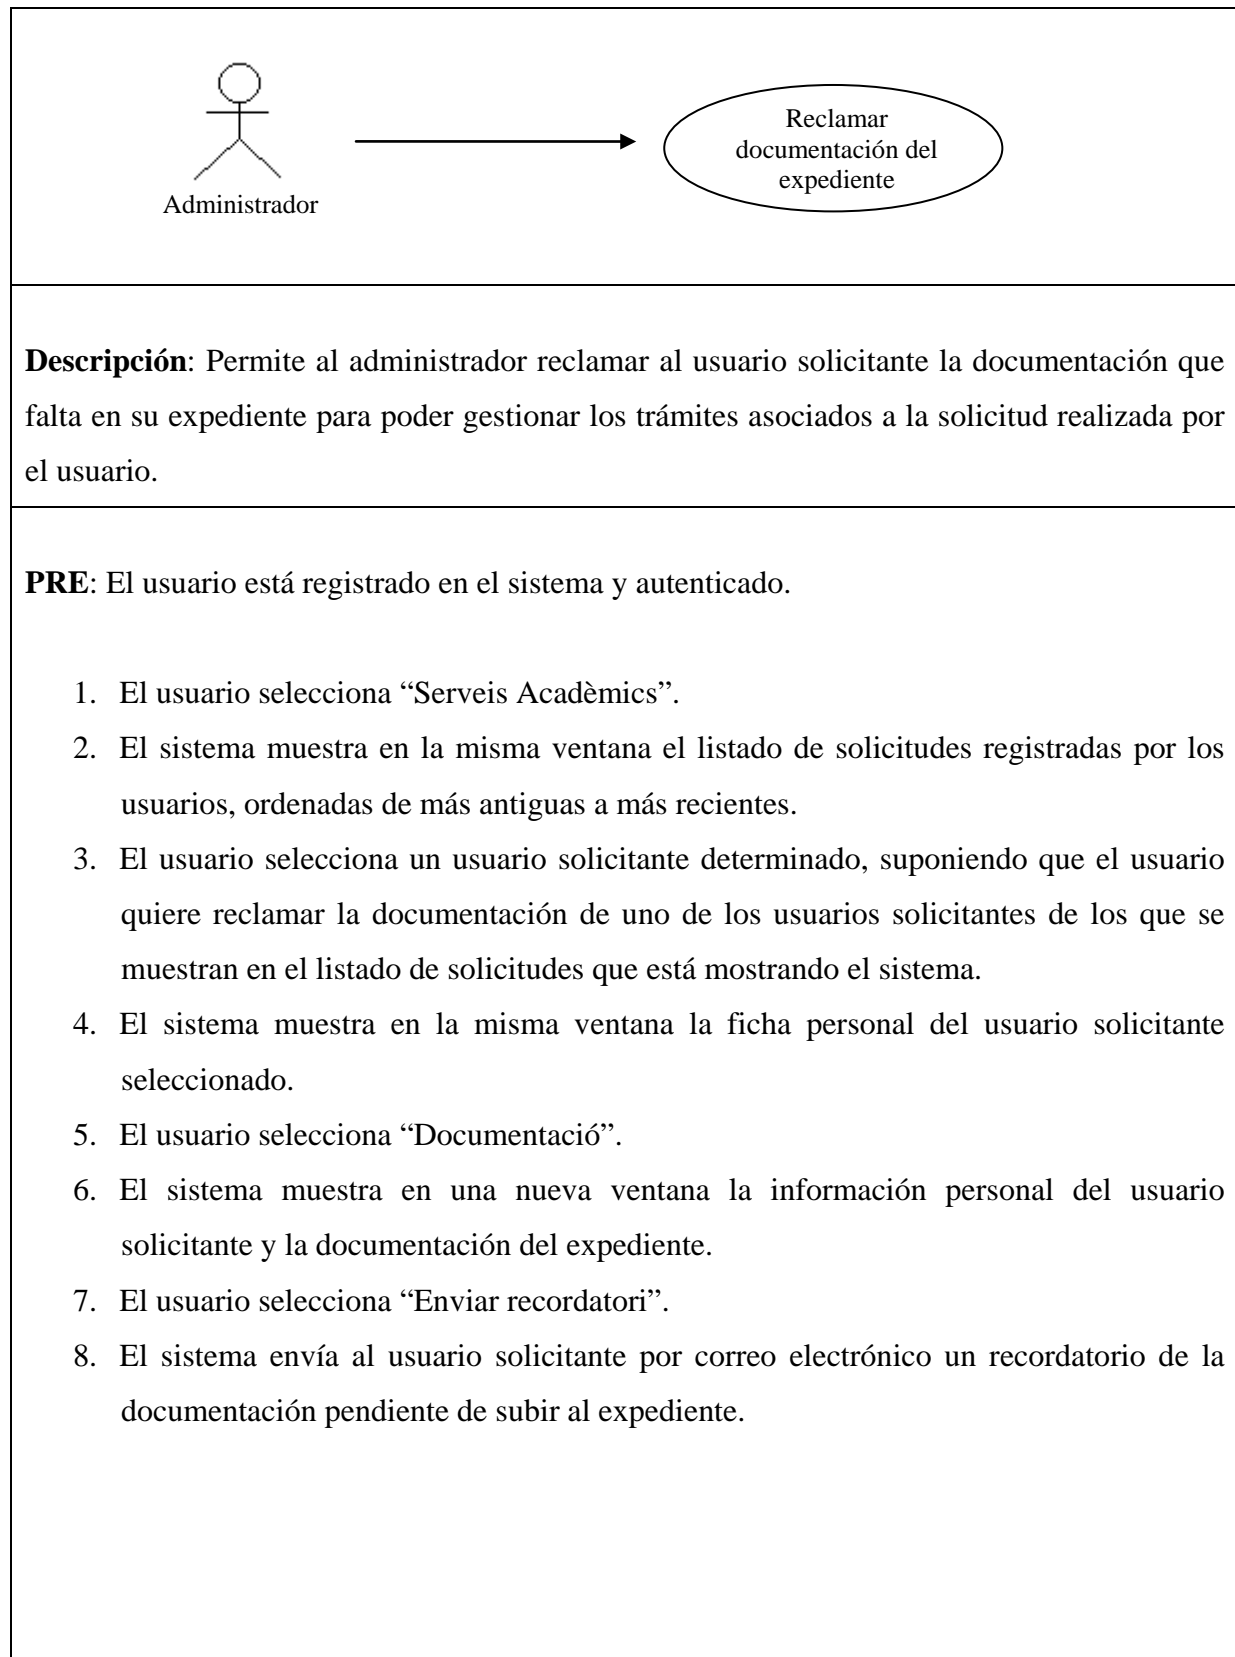 Administrador
Reclamar
documentación del
expediente
Descripción: Permite al administrador reclamar al usuario solicitante la documentación que
falta en su expediente para poder gestionar los trámites asociados a la solicitud realizada por
el usuario.
PRE: El usuario está registrado en el sistema y autenticado.
1. El usuario selecciona “Serveis Acadèmics”.
2. El sistema muestra en la misma ventana el listado de solicitudes registradas por los
usuarios, ordenadas de más antiguas a más recientes.
3. El usuario selecciona un usuario solicitante determinado, suponiendo que el usuario
quiere reclamar la documentación de uno de los usuarios solicitantes de los que se
muestran en el listado de solicitudes que está mostrando el sistema.
4. El sistema muestra en la misma ventana la ficha personal del usuario solicitante
seleccionado.
5. El usuario selecciona “Documentació”.
6. El sistema muestra en una nueva ventana la información personal del usuario
solicitante y la documentación del expediente.
7. El usuario selecciona “Enviar recordatori”.
8. El sistema envía al usuario solicitante por correo electrónico un recordatorio de la
documentación pendiente de subir al expediente.